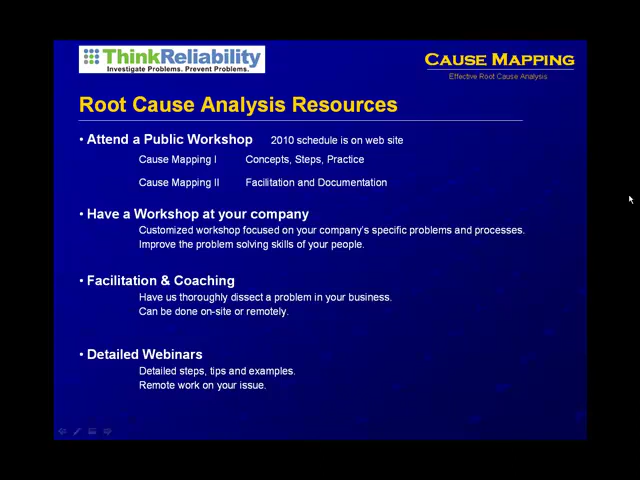 ThinkReliability
Investigate Problems. Prevent Problems.
CAUSE MAPPING
Effective Root Cause Analysis
Root Cause Analysis Resources
• Attend a Public Workshop 2010 schedule is on web site
Cause Mapping I Concepts, Steps, Practice
Cause Mapping II Facilitation and Documentation
• Have a Workshop at your company
Customized workshop focused on your company's specific problems and processes.
Improve the problem solving skills of your people.
• Facilitation & Coaching
Have us thoroughly dissect a problem in your business.
Can be done on-site or remotely.
• Detailed Webinars
Detailed steps, tips and examples.
Remote work on your issue.